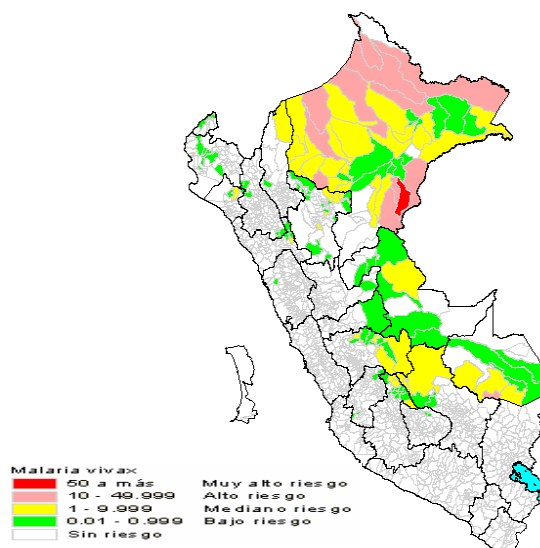 Malaria vivax
50 a más Muy alto riesgo
10 - 49.999 Alto riesgo
1 - 9.999 Mediano riesgo
0.01 - 0.999 Bajo riesgo
Sin riesgo